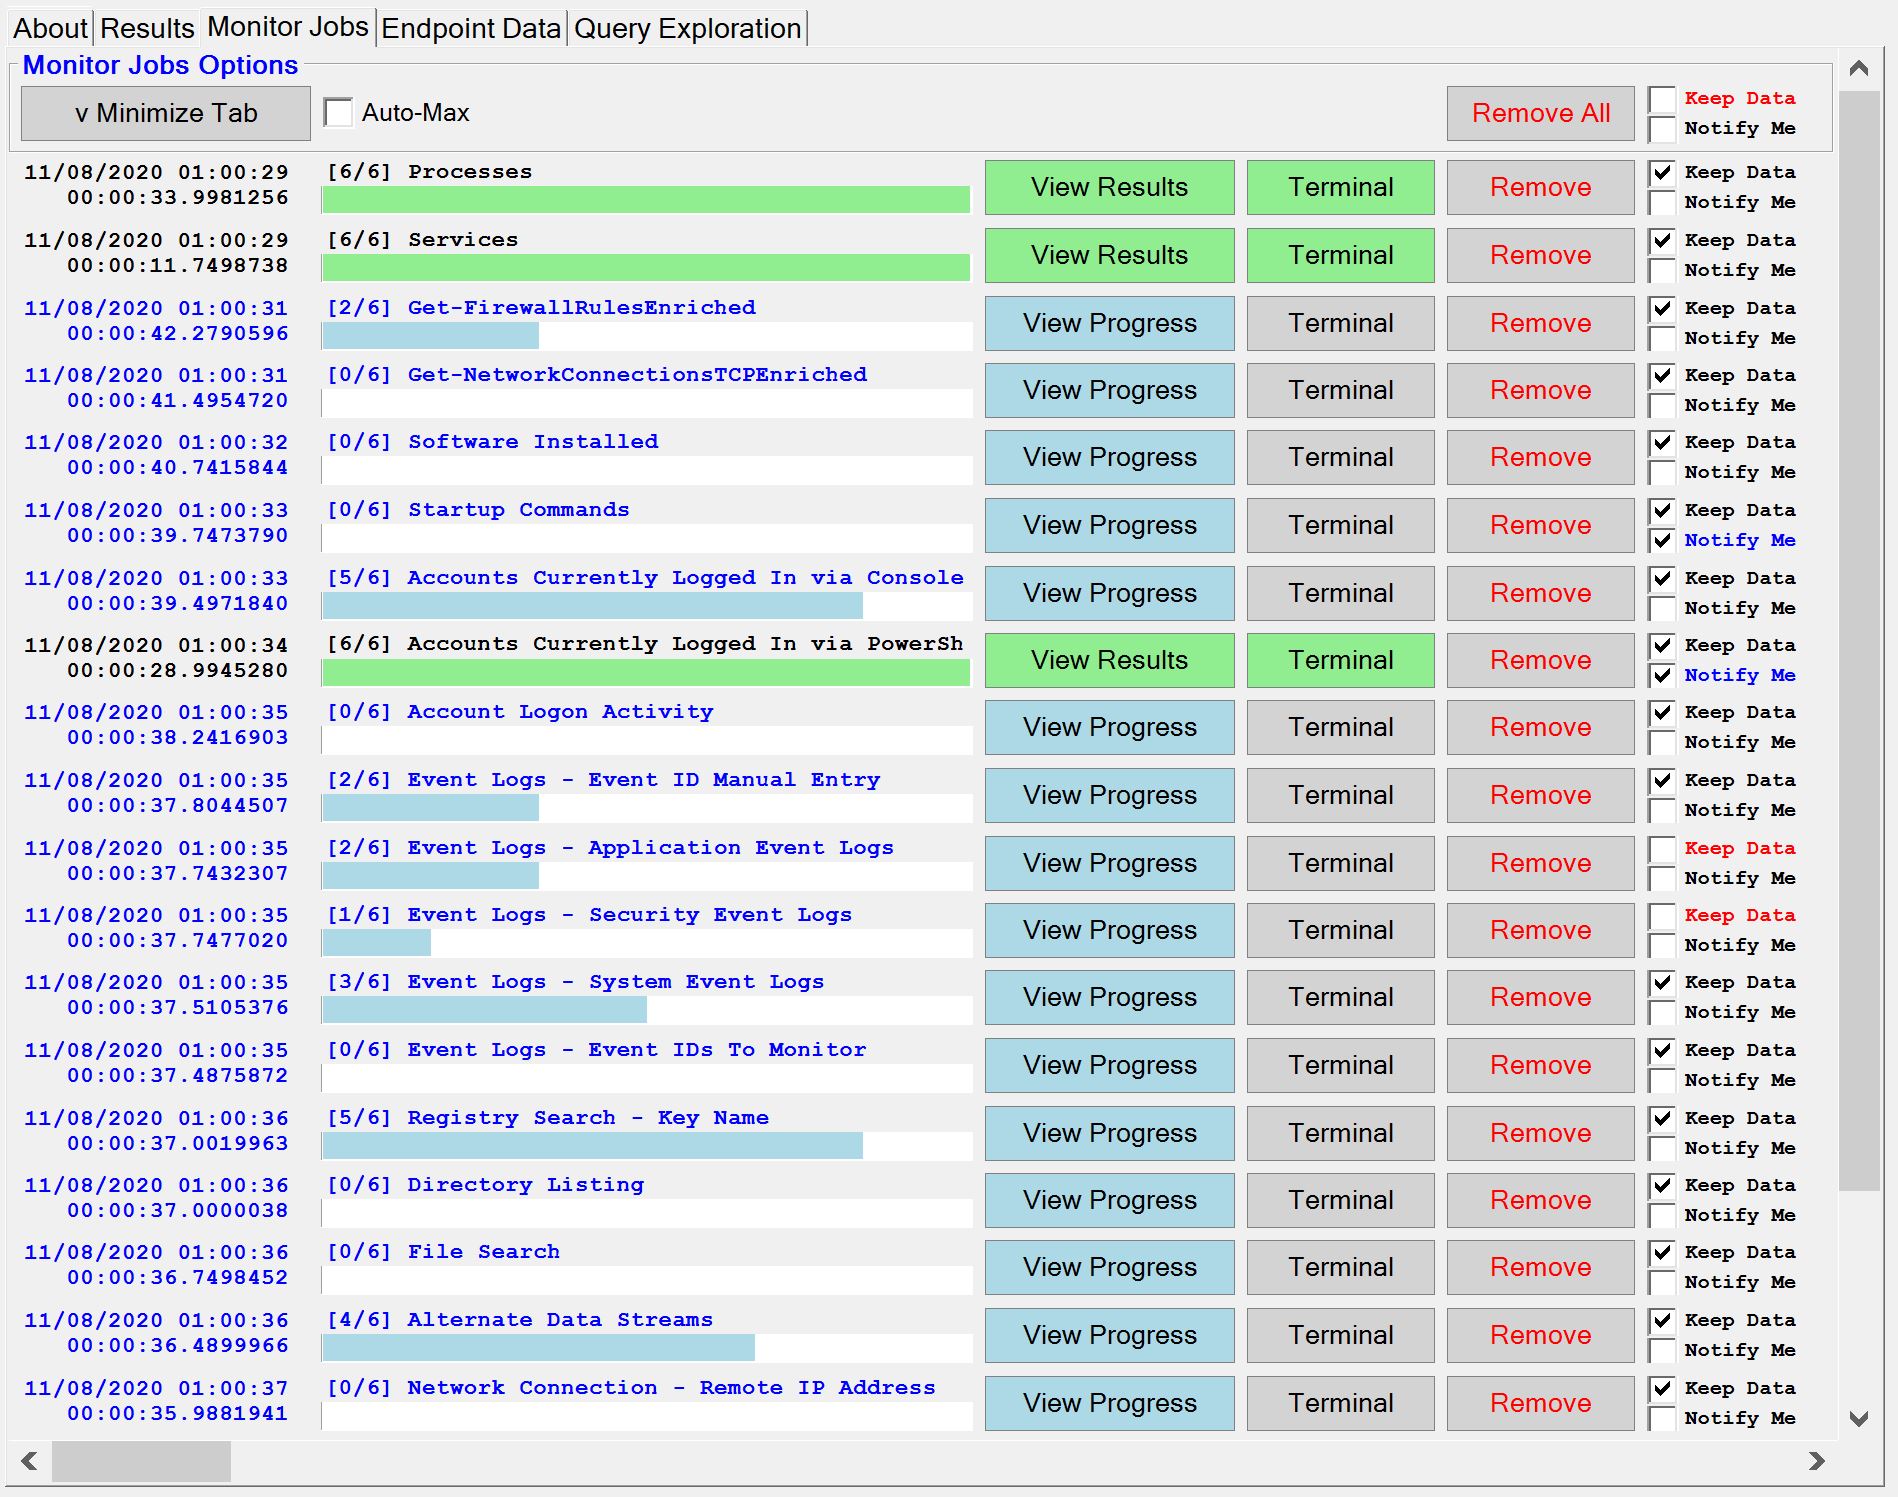 About Results Monitor Jobs Endpoint Data Query Exploration
Monitor Jobs Options
v Minimize Tab Auto-Max Remove All Keep Data
Notify Me
11/08/2020 01:00:29 [6/6] Processes View Results Terminal Remove Keep Data
00:00:33.9981256 Notify Me
11/08/2020 01:00:29 [6/6] Services View Results Terminal Remove Keep Data
00:00:11.7498738 Notify Me
11/08/2020 01:00:31 [2/6] Get-FirewallRulesEnriched View Progress Terminal Remove Keep Data
00:00:42.2790596 Notify Me
11/08/2020 01:00:31 [0/6] Get-NetworkConnectionsTCPEnriched View Progress Terminal Remove Keep Data
00:00:41.4954720 Notify Me
11/08/2020 01:00:32 [0/6] Software Installed View Progress Terminal Remove Keep Data
00:00:40.7415844 Notify Me
11/08/2020 01:00:33 [0/6] Startup Commands View Progress Terminal Remove Keep Data
00:00:39.7473790 Notify Me
11/08/2020 01:00:33 [5/6] Accounts Currently Logged In via Console View Progress Terminal Remove Keep Data
00:00:39.4971840 Notify Me
11/08/2020 01:00:34 [6/6] Accounts Currently Logged In via PowerSh View Results Terminal Remove Keep Data
00:00:28.9945280 Notify Me
11/08/2020 01:00:35 [0/6] Account Logon Activity View Progress Terminal Remove Keep Data
00:00:38.2416903 Notify Me
11/08/2020 01:00:35 [2/6] Event Logs - Event ID Manual Entry View Progress Terminal Remove Keep Data
00:00:37.8044507 Notify Me
11/08/2020 01:00:35 [2/6] Event Logs - Application Event Logs View Progress Terminal Remove Keep Data
00:00:37.7432307 Notify Me
11/08/2020 01:00:35 [1/6] Event Logs - Security Event Logs View Progress Terminal Remove Keep Data
00:00:37.7477020 Notify Me
11/08/2020 01:00:35 [3/6] Event Logs - System Event Logs View Progress Terminal Remove Keep Data
00:00:37.5105376 Notify Me
11/08/2020 01:00:35 [0/6] Event Logs - Event IDs To Monitor View Progress Terminal Remove Keep Data
00:00:37.4875872 Notify Me
11/08/2020 01:00:36 [5/6] Registry Search - Key Name View Progress Terminal Remove Keep Data
00:00:37.0019963 Notify Me
11/08/2020 01:00:36 [0/6] Directory Listing View Progress Terminal Remove Keep Data
00:00:37.0000038 Notify Me
11/08/2020 01:00:36 [0/6] File Search View Progress Terminal Remove Keep Data
00:00:36.7498452 Notify Me
11/08/2020 01:00:36 [4/6] Alternate Data Streams View Progress Terminal Remove Keep Data
00:00:36.4899966 Notify Me
11/08/2020 01:00:37 [0/6] Network Connection - Remote IP Address View Progress Terminal Remove Keep Data
00:00:35.9881941 Notify Me